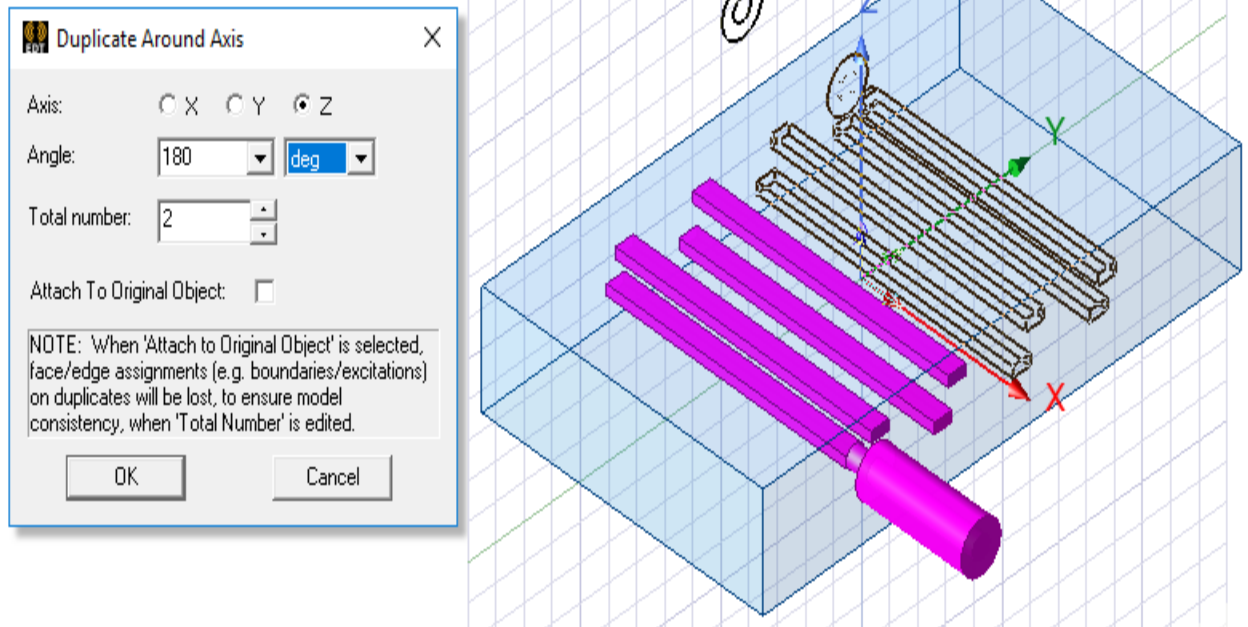 EDT
Duplicate Around Axis
Axis: X Y Z
Angle: 180 deg
Total number: 2
Attach To Original Object:
NOTE: When 'Attach to Original Object' is selected,
face/edge assignments (e.g. boundaries/excitations)
on duplicates will be lost, to ensure model
consistency, when 'Total Number' is edited.
OK Cancel
Y
X